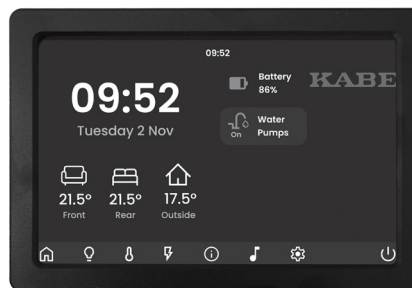 09:52
Battery
86%
KABE
09:52
Tuesday 2 Nov
Water
Pumps
On
21.5°
21.5°
17.5°
Front
Rear
Outside